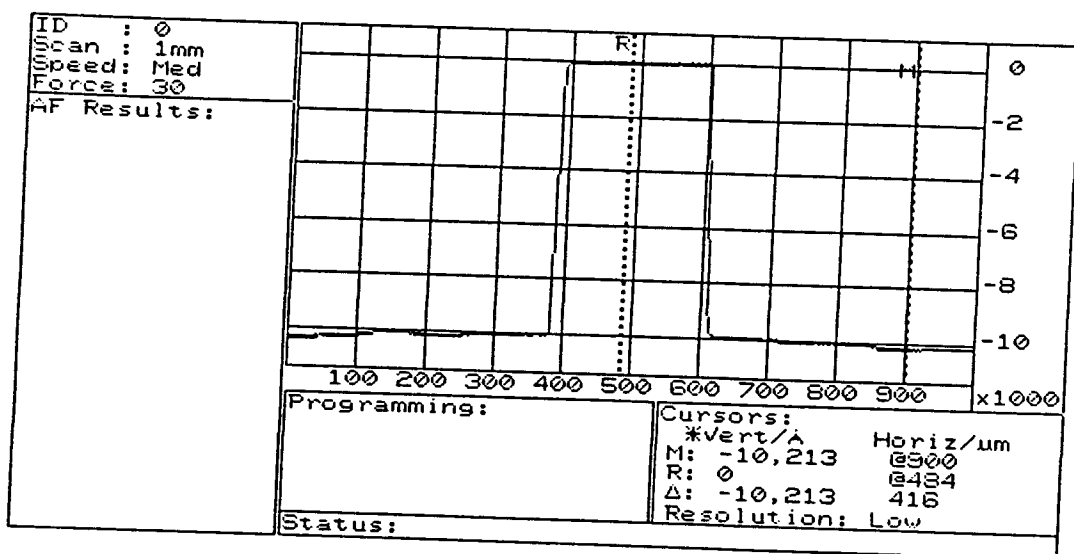 ID : 0
Scan : 1mm
Speed: Med
Force: 30
AF Results:
R
M
0
-2
-4
-6
-8
-10
100 200 300 400 500 600 700 800 900 x1000
Programming:
Cursors:
*Vert/Å Horiz/μm
M: -10,213 @900
R: 0 @484
Δ: -10,213 416
Resolution: Low
Status: